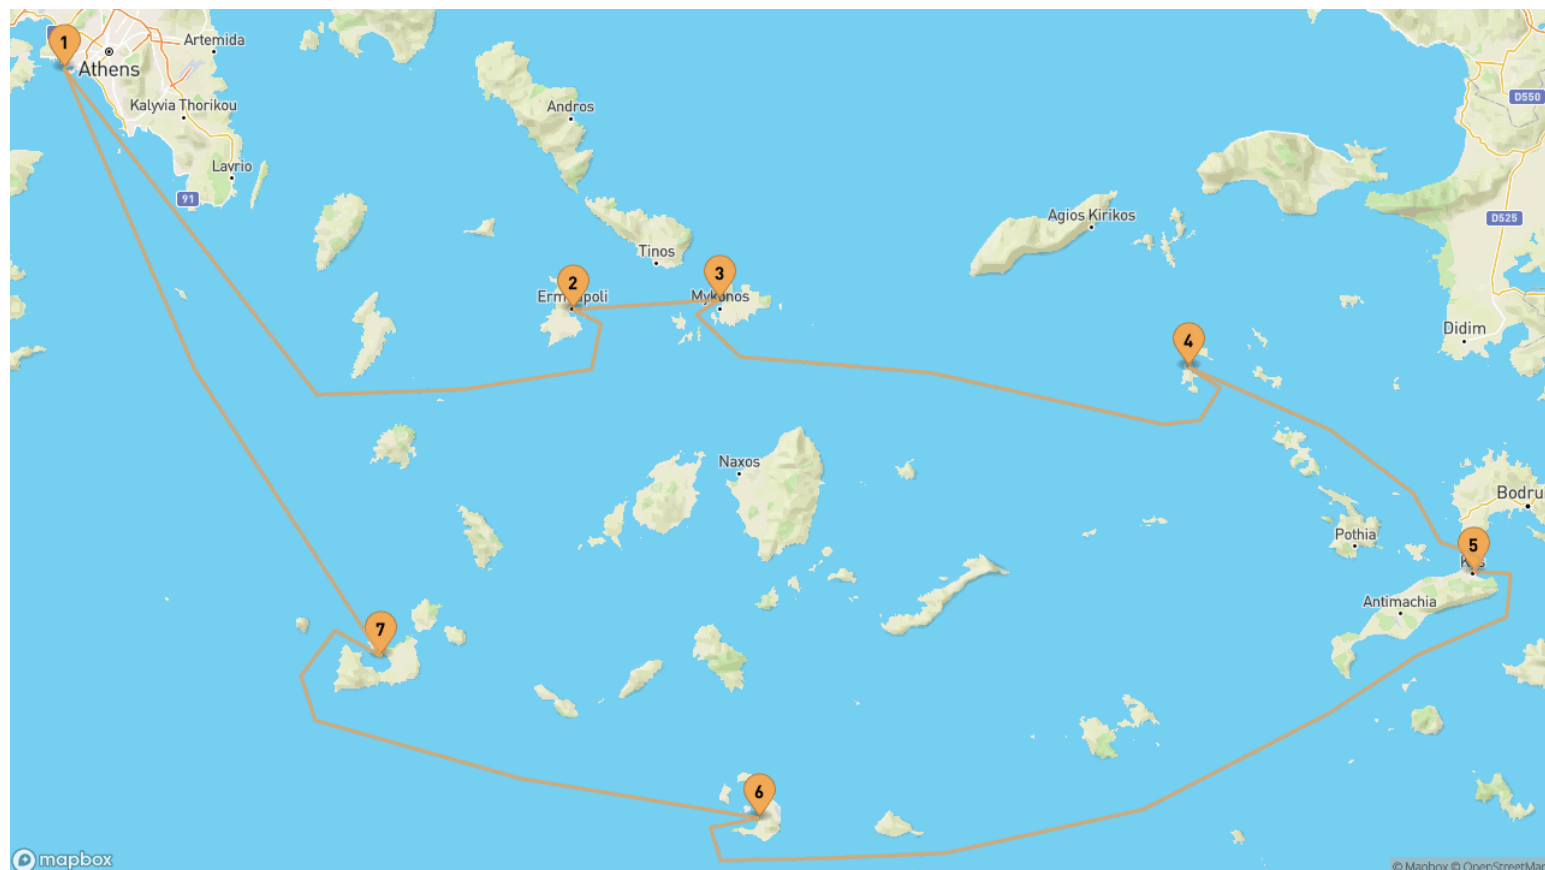 1
Artemida
Athens
D550
Kalyvia Thorikou
Andros
Lavrio
91
Agios Kirikos
D525
Tinos
3
2
Mykonos
4
Didim
Naxos
Bodru
Pothia
5
Antimachia
7
6
mapbox
© Mapbox © OpenStreetMap